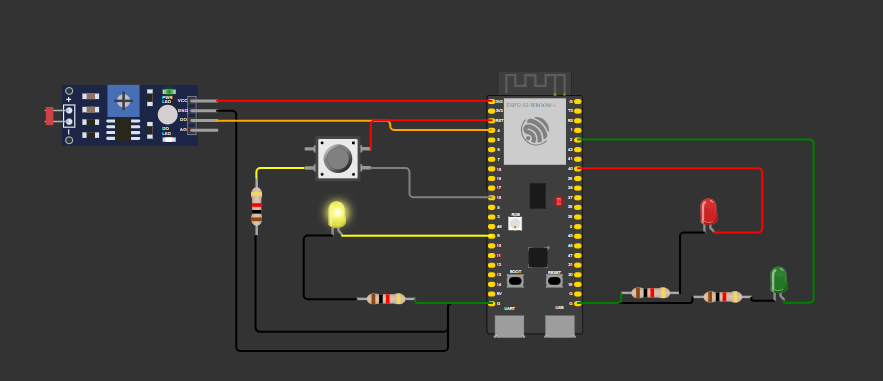 ESP32-S3-WROOM-1
PWR
LED
VCC
GND
DO
AO
DO
LED
+
3V3
3V3
RST
4
5
6
7
15
16
17
18
8
3
46
9
10
11
12
13
14
5V
G
G
TX
RX
1
2
42
41
40
39
38
37
36
35
0
45
48
47
21
20
19
G
G
RGB
BOOT
RESET
UART
USB